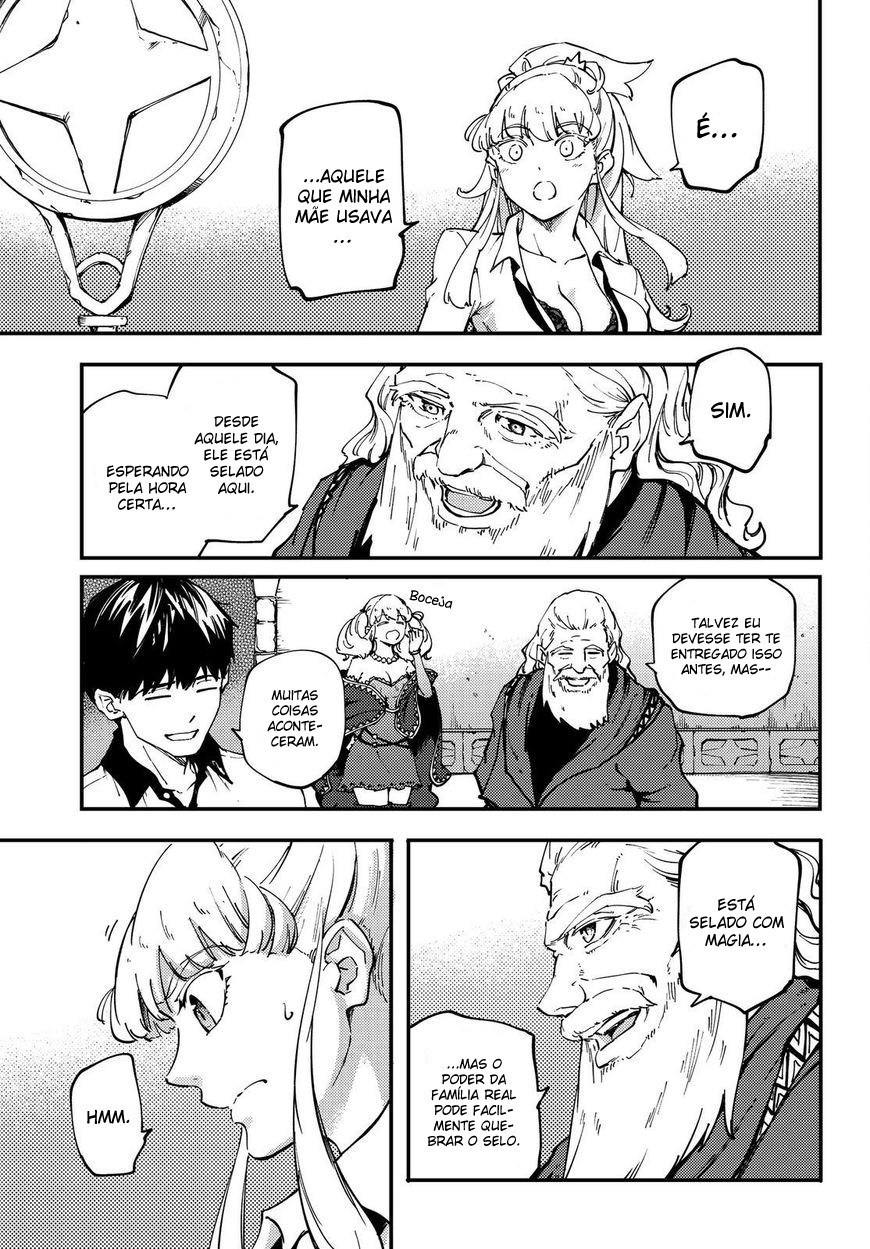 É...
...AQUELE
QUE MINHA
MÃE USAVA
...
SIM.
DESDE
AQUELE DIA,
ELE ESTÁ
SELADO
AQUI.
ESPERANDO
PELA HORA
CERTA...
TALVEZ EU
DEVESSE TER TE
ENTREGADO ISSO
ANTES, MAS--
Boceja
MUITAS
COISAS
ACONTE-
CERAM.
ESTÁ
SELADO COM
MAGIA...
...MAS O
PODER DA
FAMÍLIA REAL
PODE FACIL-
MENTE QUE-
BRAR O SELO.
HMM.